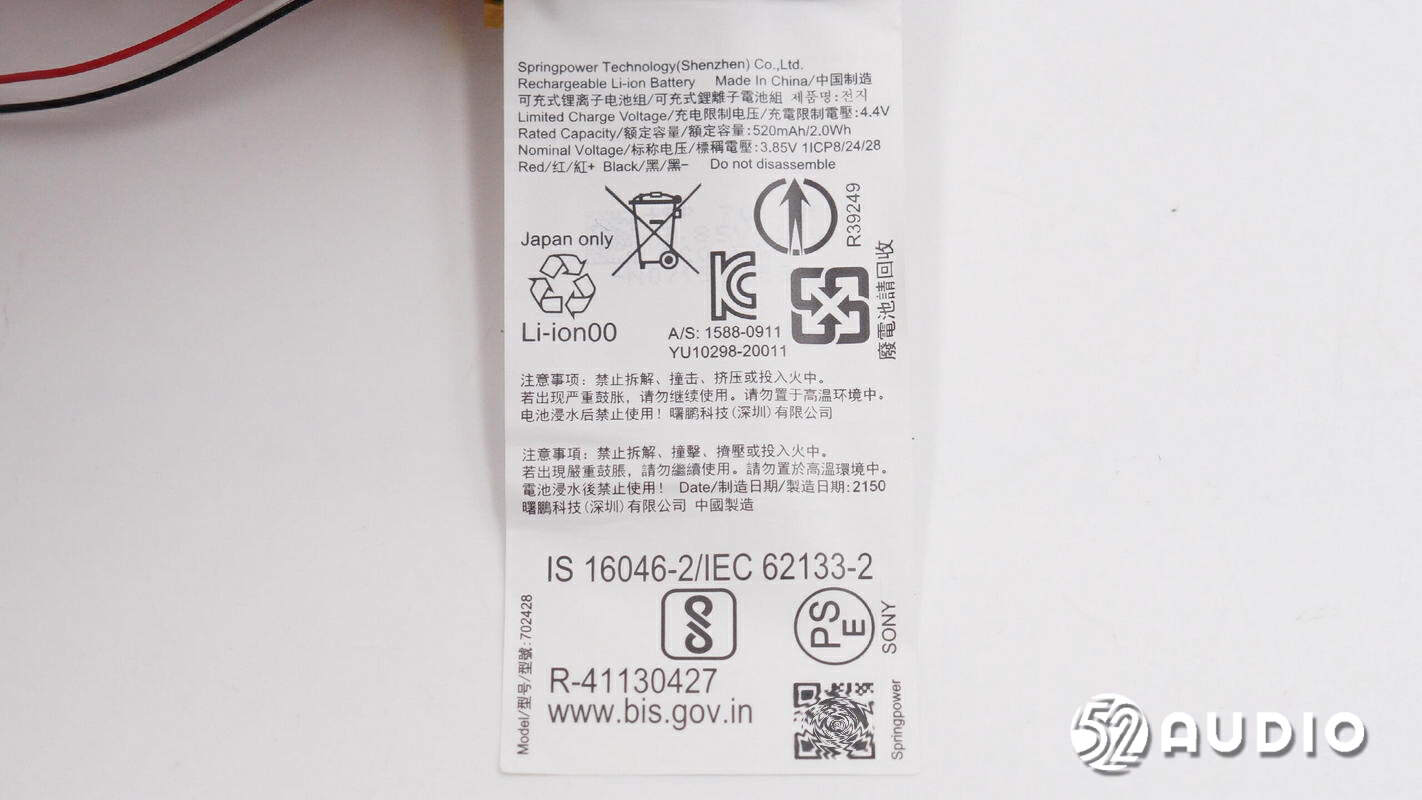 Springpower Technology(Shenzhen) Co.,Ltd.
Rechargeable Li-ion Battery Made In China/中国制造
可充式锂离子电池组/可充式鋰離子電池組 제품명:전지
Limited Charge Voltage/充电限制电压/充電限制電壓:4.4V
Rated Capacity/额定容量/額定容量:520mAh/2.0Wh
Nominal Voltage/标称电压/標稱電壓:3.85V 1ICP8/24/28
Red/红/紅+ Black/黑/黑- Do not disassemble
R39249
Japan only
Li-ion00
A/S: 1588-0911
YU10298-20011
廢電池請回收
注意事项:禁止拆解、撞击、挤压或投入火中。
若出现严重鼓胀,请勿继续使用。请勿置于高温环境中。
电池浸水后禁止使用!曙鹏科技(深圳)有限公司
注意事項:禁止拆解、撞擊、擠壓或投入火中。
若出現嚴重鼓脹,請勿繼續使用。請勿置於高溫環境中。
電池浸水後禁止使用! Date/制造日期/製造日期:2150
曙鵬科技(深圳)有限公司 中國製造
IS 16046-2/IEC 62133-2
Model/型号/型號:702428
PS E
SONY
R-41130427
www.bis.gov.in
Springpower
52 AUDIO